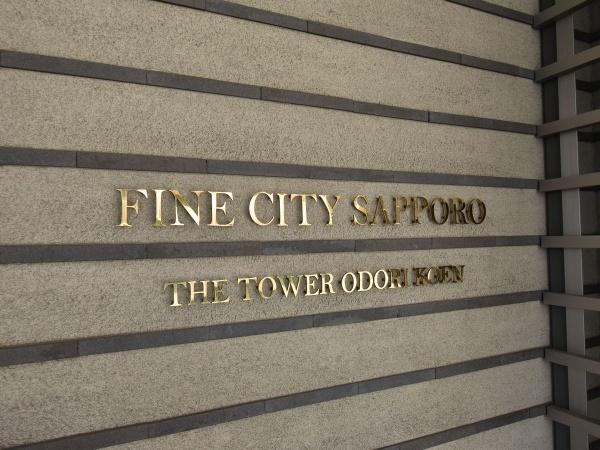 FINE CITY SAPPORO
THE TOWER ODORI KOEN